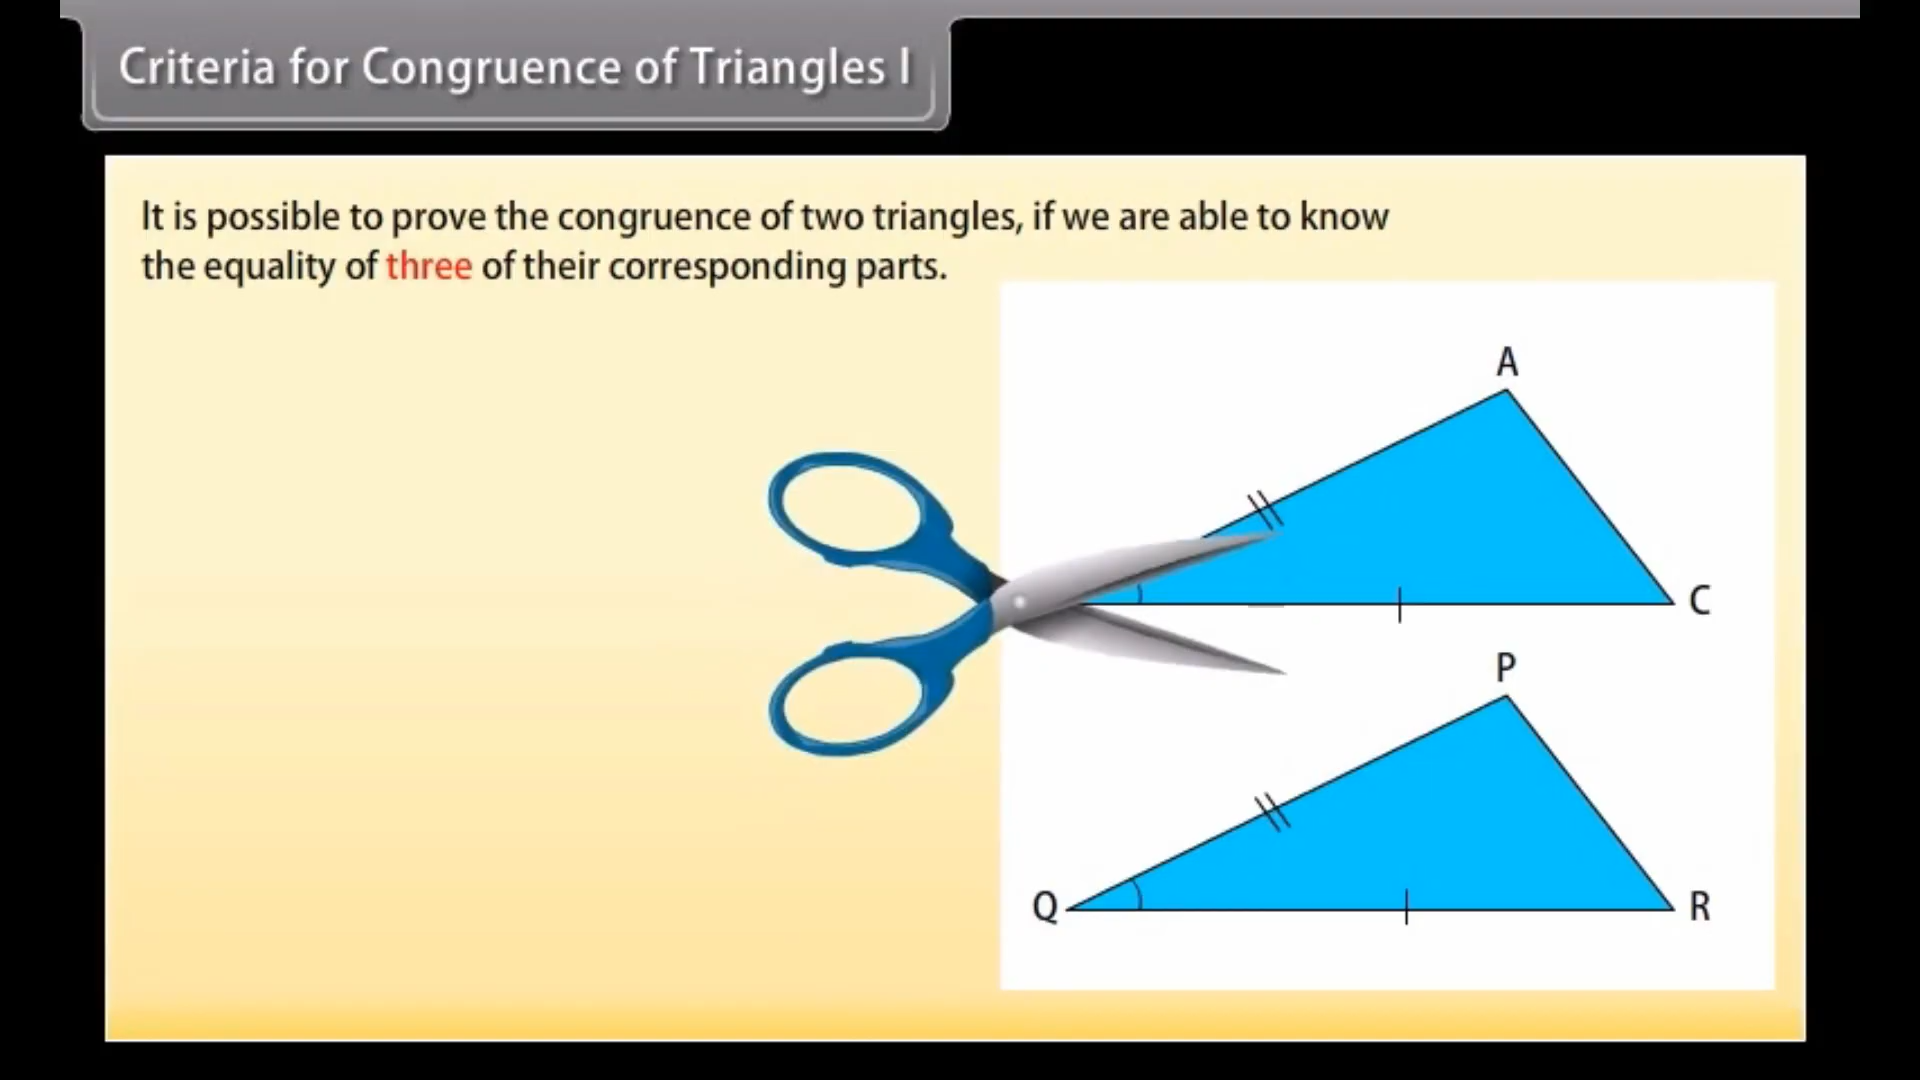 Criteria for Congruence of Triangles I
It is possible to prove the congruence of two triangles, if we are able to know
the equality of three of their corresponding parts.
A
C
P
Q
R